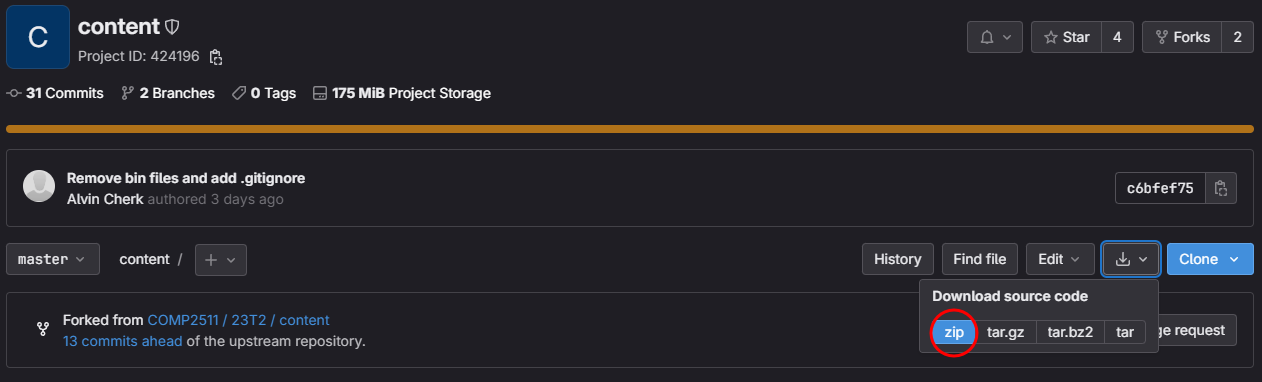 C
content
Project ID: 424196
Star 4
Forks 2
31 Commits 2 Branches 0 Tags 175 MiB Project Storage
Remove bin files and add .gitignore
Alvin Cherk authored 3 days ago
c6bfef75
master content / + History Find file Edit Clone
Download source code
zip tar.gz tar.bz2 tar
Forked from COMP2511 / 23T2 / content
13 commits ahead of the upstream repository.
request